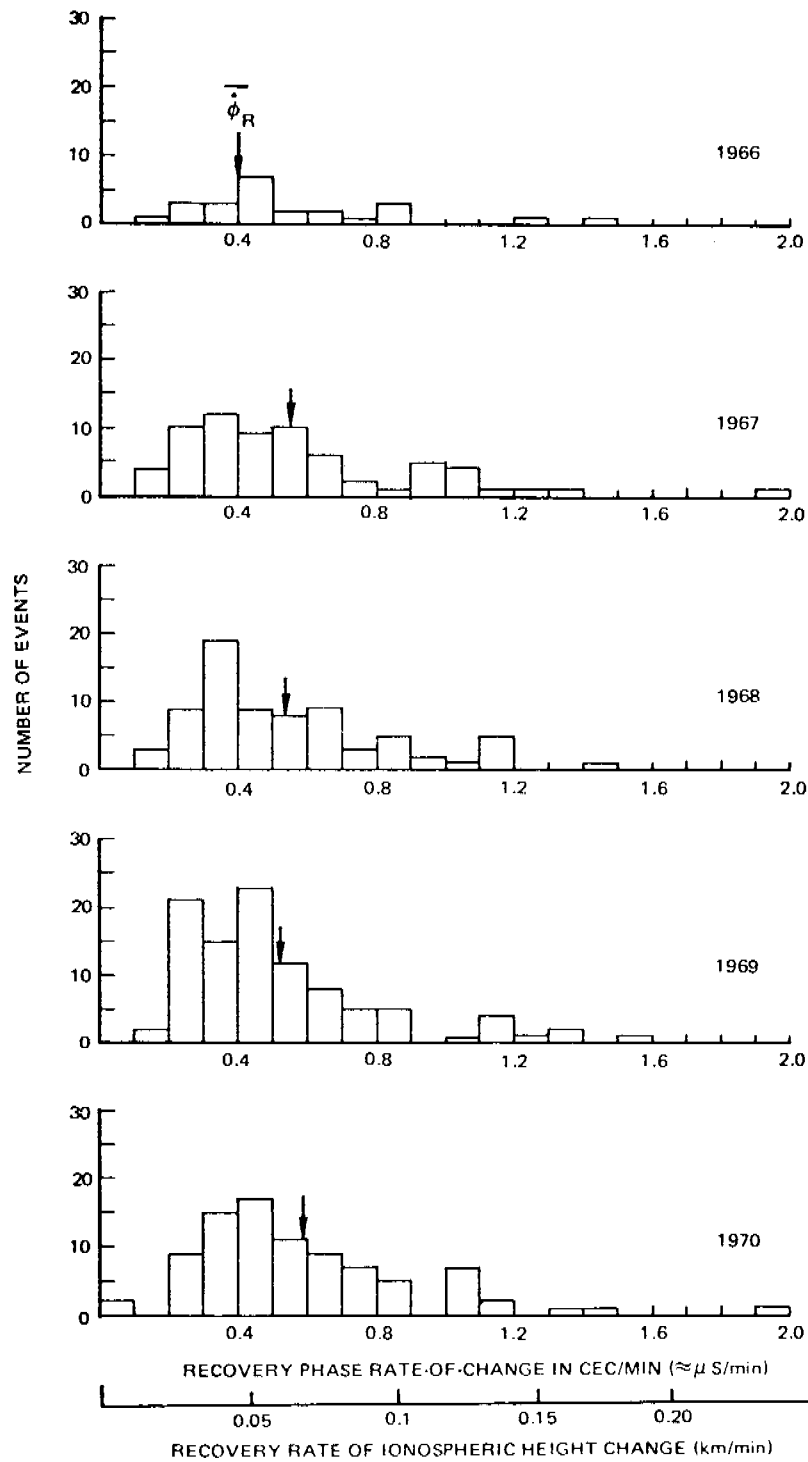 30
20
10
0
φ̇R
1966
0.4 0.8 1.2 1.6 2.0
30
20
10
0
1967
0.4 0.8 1.2 1.6 2.0
30
20
10
0
1968
0.4 0.8 1.2 1.6 2.0
NUMBER OF EVENTS
30
20
10
0
1969
0.4 0.8 1.2 1.6 2.0
30
20
10
0
1970
0.4 0.8 1.2 1.6 2.0
RECOVERY PHASE RATE-OF-CHANGE IN CEC/MIN (≈μ S/min)
0.05 0.1 0.15 0.20
RECOVERY RATE OF IONOSPHERIC HEIGHT CHANGE (km/min)